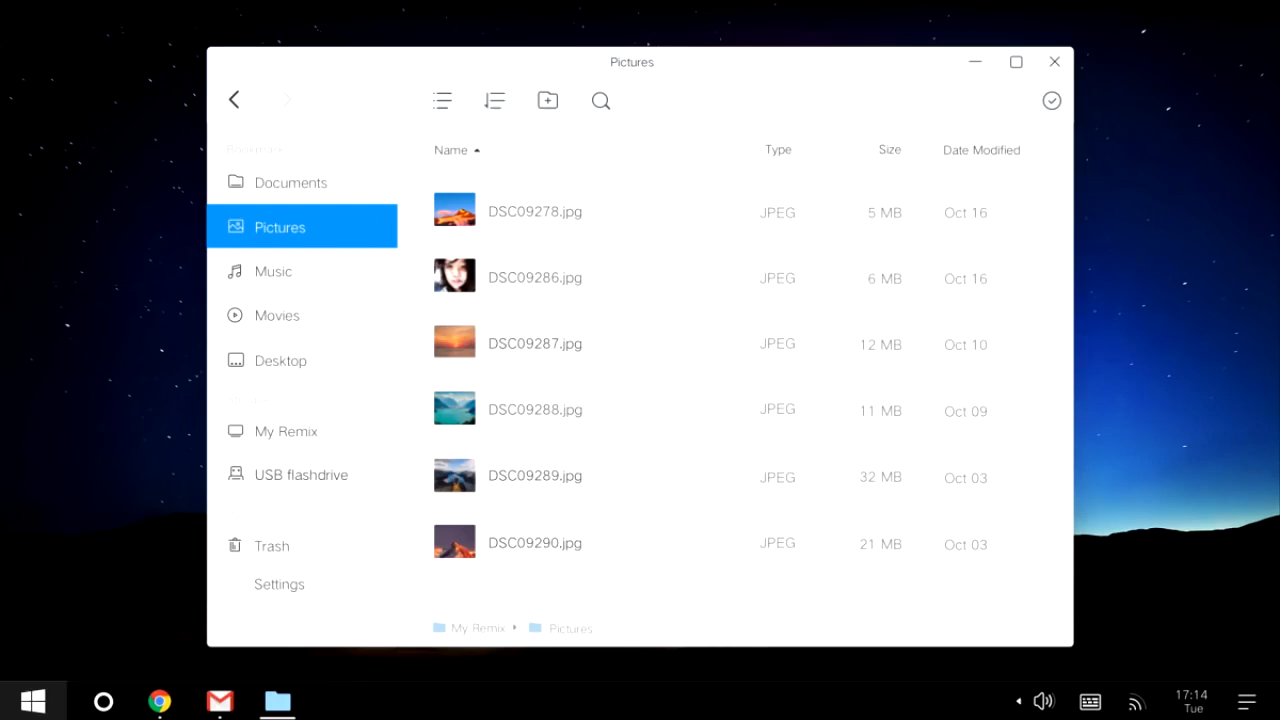 Pictures
Name Type Size Date Modified
Documents
DSC09278.jpg JPEG 5 MB Oct 16
Pictures
Music
DSC09286.jpg JPEG 6 MB Oct 16
Movies
DSC09287.jpg JPEG 12 MB Oct 10
Desktop
DSC09288.jpg JPEG 11 MB Oct 09
My Remix
USB flashdrive
DSC09289.jpg JPEG 32 MB Oct 03
Trash
DSC09290.jpg JPEG 21 MB Oct 03
Settings
My Remix Pictures
17:14
Tue